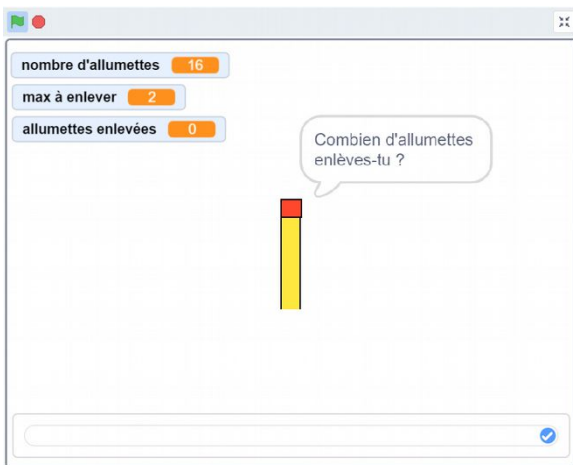 nombre d'allumettes 16
max à enlever 2
allumettes enlevées 0
Combien d'allumettes
enlèves-tu ?